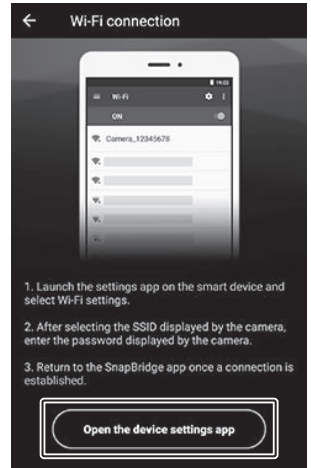 Wi-Fi connection
19:03
Wi-Fi
ON
Camera_12345678
1. Launch the settings app on the smart device and
select Wi-Fi settings.
2. After selecting the SSID displayed by the camera,
enter the password displayed by the camera.
3. Return to the SnapBridge app once a connection is
established.
Open the device settings app